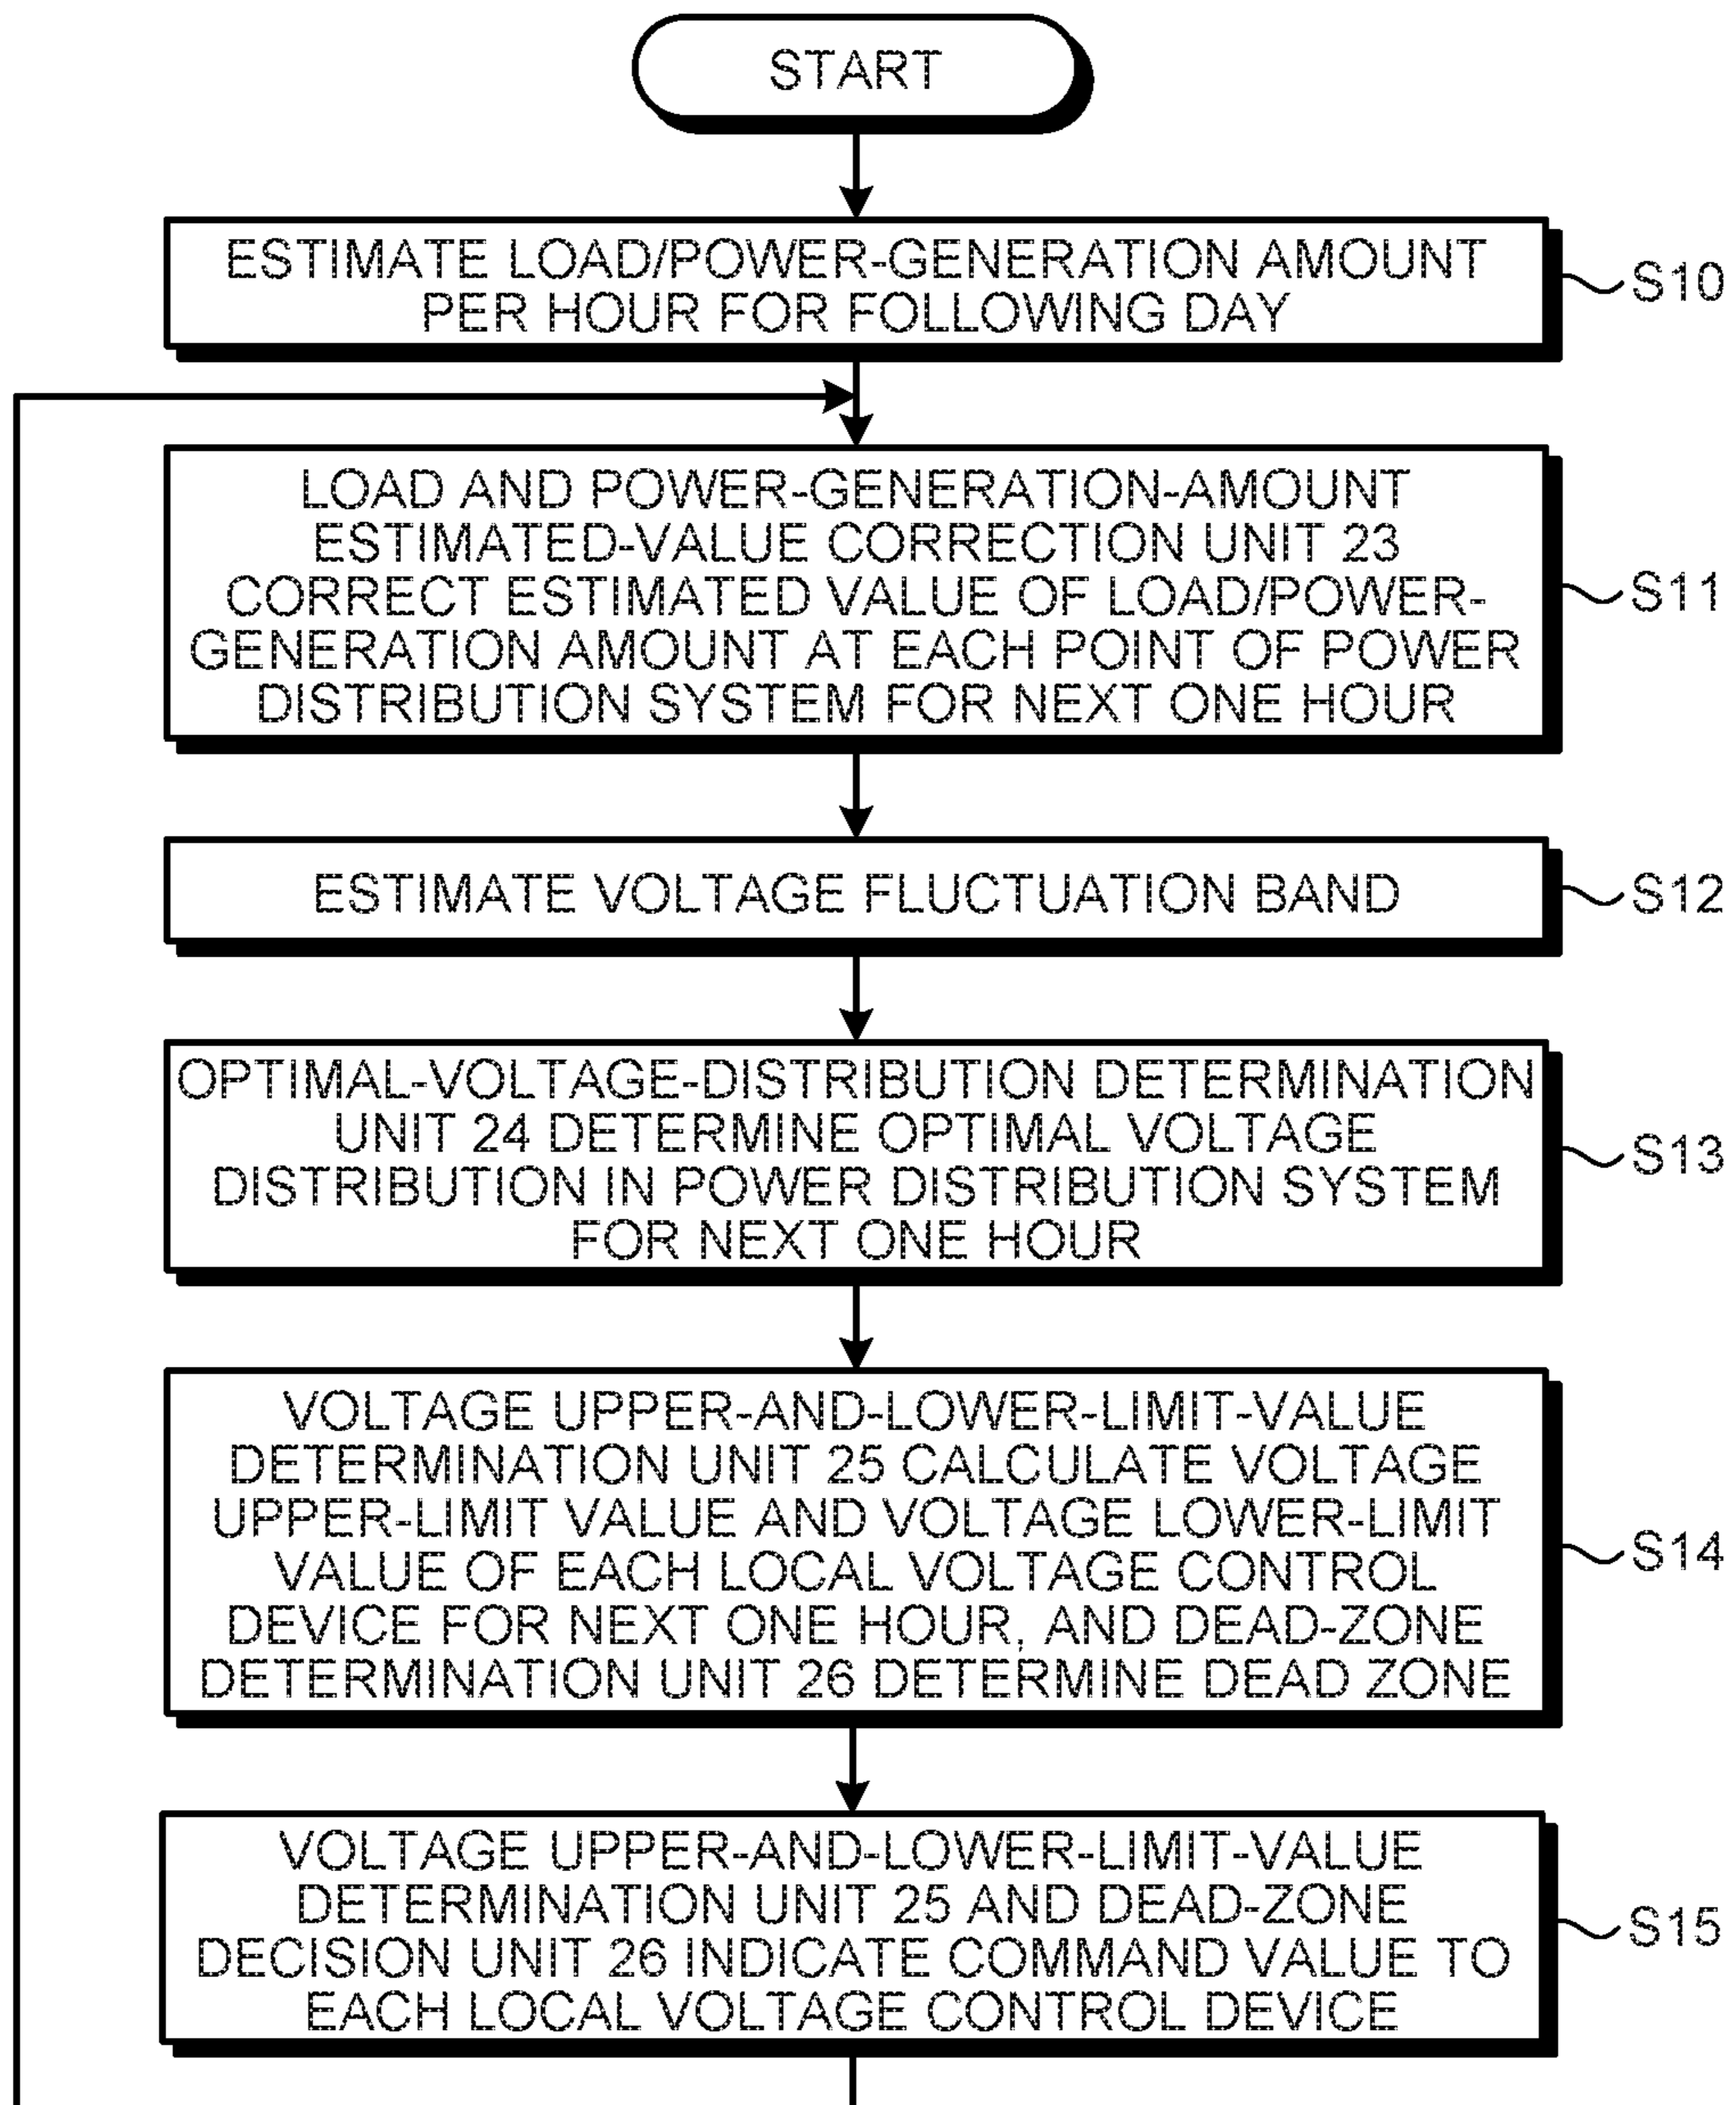 START
ESTIMATE LOAD/POWER-GENERATION AMOUNT
PER HOUR FOR FOLLOWING DAY
S10
LOAD AND POWER-GENERATION-AMOUNT
ESTIMATED-VALUE CORRECTION UNIT 23
CORRECT ESTIMATED VALUE OF LOAD/POWER-
GENERATION AMOUNT AT EACH POINT OF POWER
DISTRIBUTION SYSTEM FOR NEXT ONE HOUR
S11
ESTIMATE VOLTAGE FLUCTUATION BAND
S12
OPTIMAL-VOLTAGE-DISTRIBUTION DETERMINATION
UNIT 24 DETERMINE OPTIMAL VOLTAGE
DISTRIBUTION IN POWER DISTRIBUTION SYSTEM
FOR NEXT ONE HOUR
S13
VOLTAGE UPPER-AND-LOWER-LIMIT-VALUE
DETERMINATION UNIT 25 CALCULATE VOLTAGE
UPPER-LIMIT VALUE AND VOLTAGE LOWER-LIMIT
VALUE OF EACH LOCAL VOLTAGE CONTROL
DEVICE FOR NEXT ONE HOUR, AND DEAD-ZONE
DETERMINATION UNIT 26 DETERMINE DEAD ZONE
S14
VOLTAGE UPPER-AND-LOWER-LIMIT-VALUE
DETERMINATION UNIT 25 AND DEAD-ZONE
DECISION UNIT 26 INDICATE COMMAND VALUE TO
EACH LOCAL VOLTAGE CONTROL DEVICE
S15